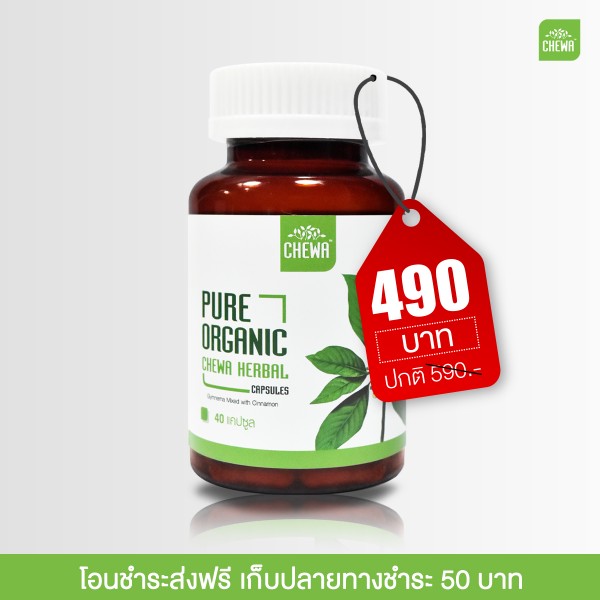 CHEWA
CHEWA
PURE
ORGANIC
CHEWA HERBAL
CAPSULES
Gymnema Mixed with Cinnamon
40 แคปซูล
490
บาท
ปกติ 590.-
โอนชำระส่งฟรี เก็บปลายทางชำระ 50 บาท